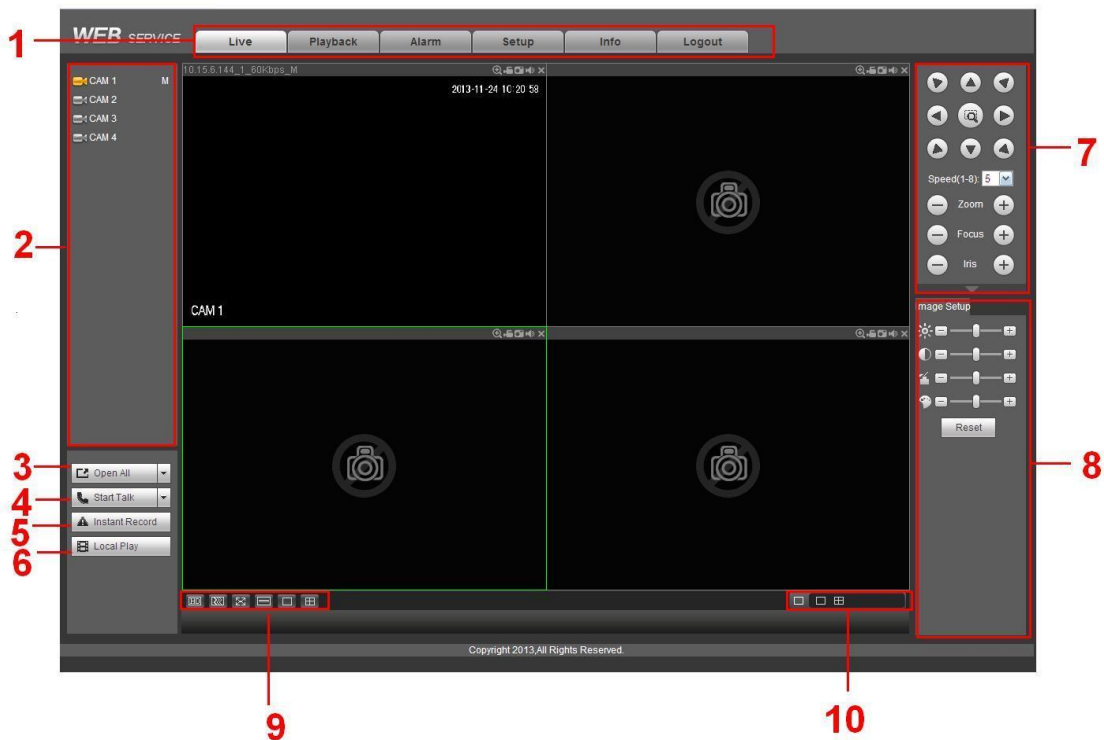 1
WEB SERVICE
Live
Playback
Alarm
Setup
Info
Logout
2
CAM 1 M
CAM 2
CAM 3
CAM 4
10.15.6.144_1_60Kbps_M
2013-11-24 10:20:58
CAM 1
7
Speed(1-8): 5
Zoom
Focus
Iris
Image Setup
Reset
8
3
Open All
4
Start Talk
5
Instant Record
6
Local Play
Copyright 2013,All Rights Reserved.
9
10